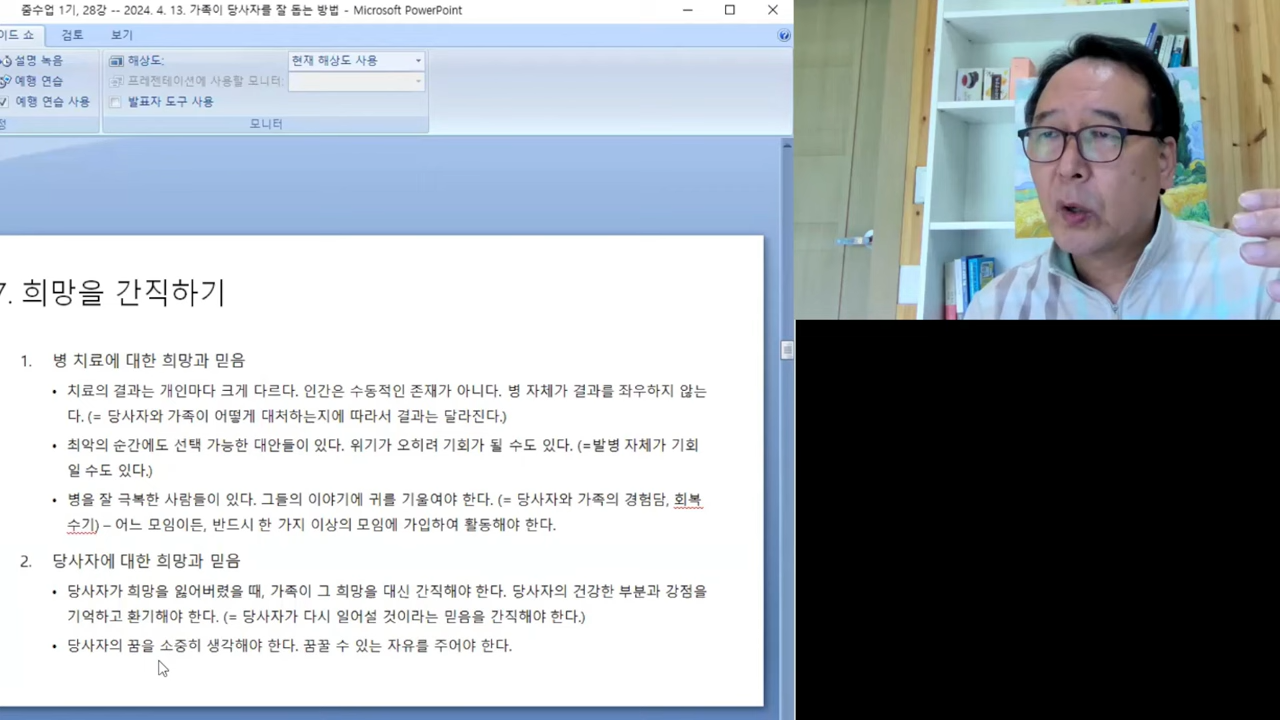 줌수업 1기, 28강 -- 2024. 4. 13. 가족이 당사자를 잘 돕는 방법 - Microsoft PowerPoint
이드 쇼 검토 보기
설명 녹음
예행 연습
예행 연습 사용
정
해상도:
현재 해상도 사용
프레젠테이션에 사용할 모니터:
발표자 도구 사용
모니터
7. 희망을 간직하기
1. 병 치료에 대한 희망과 믿음
• 치료의 결과는 개인마다 크게 다르다. 인간은 수동적인 존재가 아니다. 병 자체가 결과를 좌우하지 않는
다. (= 당사자와 가족이 어떻게 대처하는지에 따라서 결과는 달라진다.)
• 최악의 순간에도 선택 가능한 대안들이 있다. 위기가 오히려 기회가 될 수도 있다. (=발병 자체가 기회
일 수도 있다.)
• 병을 잘 극복한 사람들이 있다. 그들의 이야기에 귀를 기울여야 한다. (= 당사자와 가족의 경험담, 회복
수기) – 어느 모임이든, 반드시 한 가지 이상의 모임에 가입하여 활동해야 한다.
2. 당사자에 대한 희망과 믿음
• 당사자가 희망을 잃어버렸을 때, 가족이 그 희망을 대신 간직해야 한다. 당사자의 건강한 부분과 강점을
기억하고 환기해야 한다. (= 당사자가 다시 일어설 것이라는 믿음을 간직해야 한다.)
• 당사자의 꿈을 소중히 생각해야 한다. 꿈꿀 수 있는 자유를 주어야 한다.